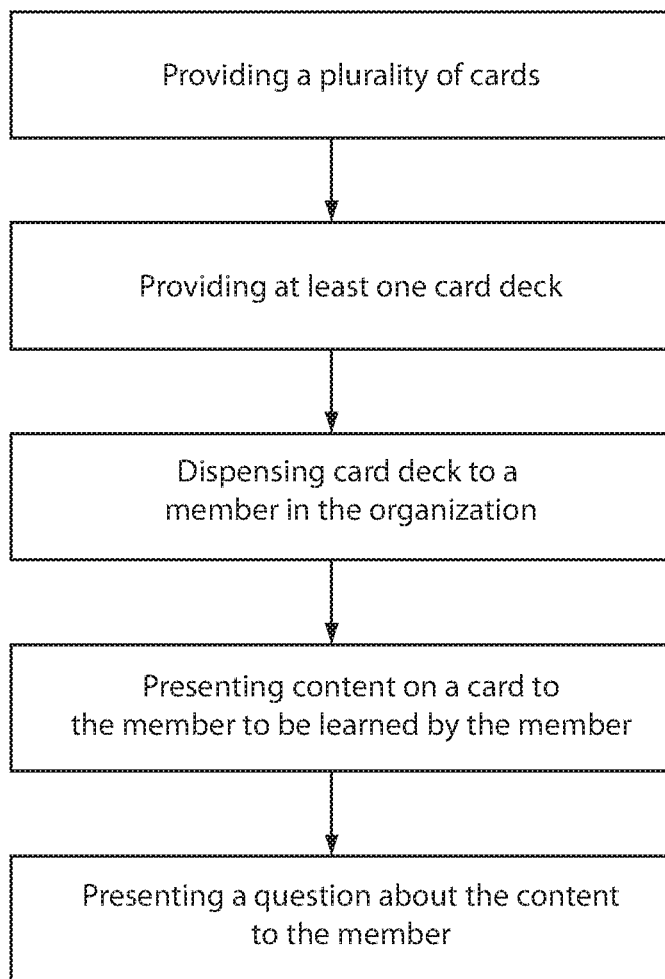 Providing a plurality of cards
Providing at least one card deck
Dispensing card deck to a
member in the organization
Presenting content on a card to
the member to be learned by the member
Presenting a question about the content
to the member